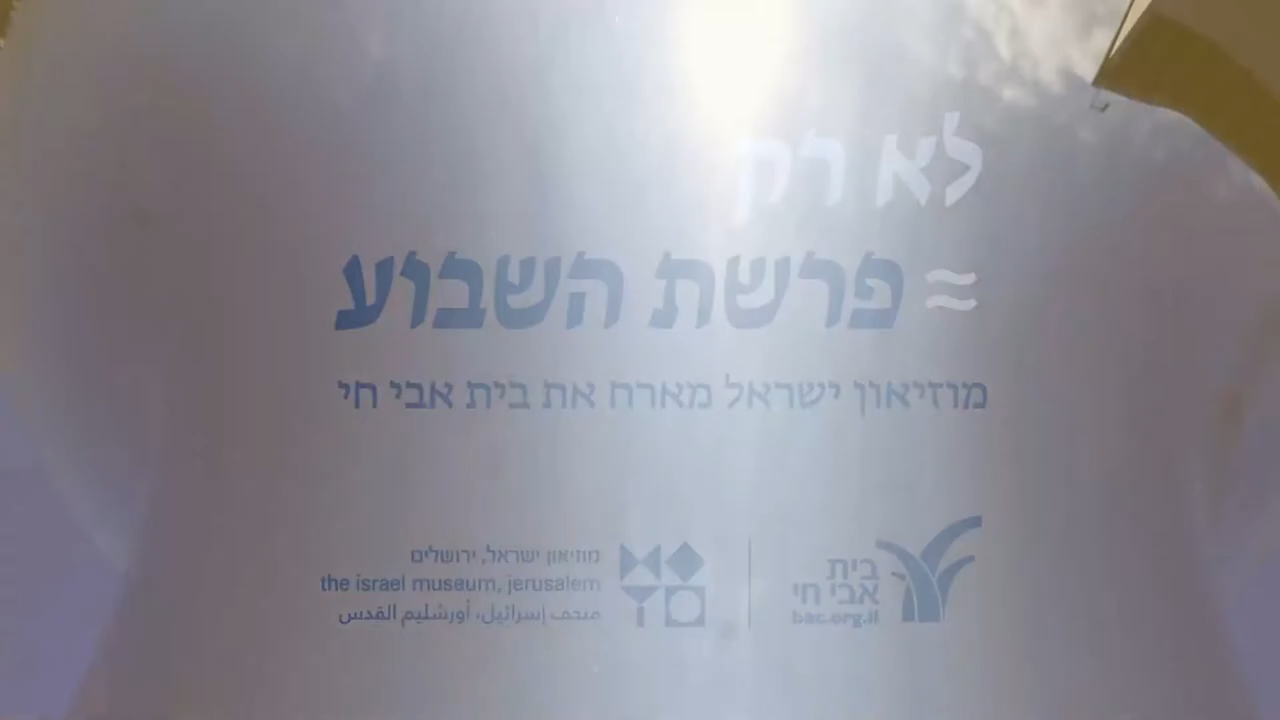 לא רק
≈ פרשת השבוע
מוזיאון ישראל מארח את בית אבי חי
בית
אבי חי
bac.org.il
מוזיאון ישראל, ירושלים
the israel museum, jerusalem
متحف إسرائيل، أورشليم القدس